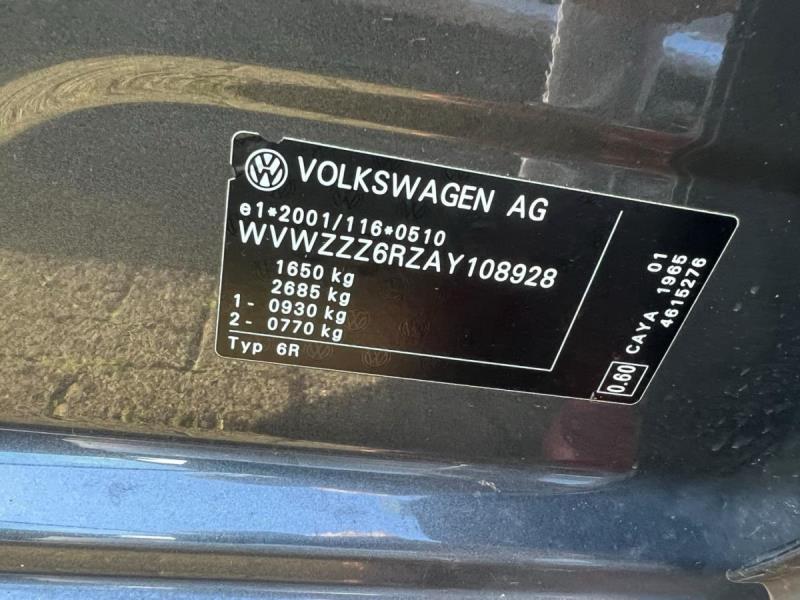 VOLKSWAGEN AG
e1*2001/116*0510
WVWZZZ6RZAY108928
1650 kg
2685 kg
1- 0930 kg
2- 0770 kg
Typ 6R
0.60 CAYA 1965 01
4615276